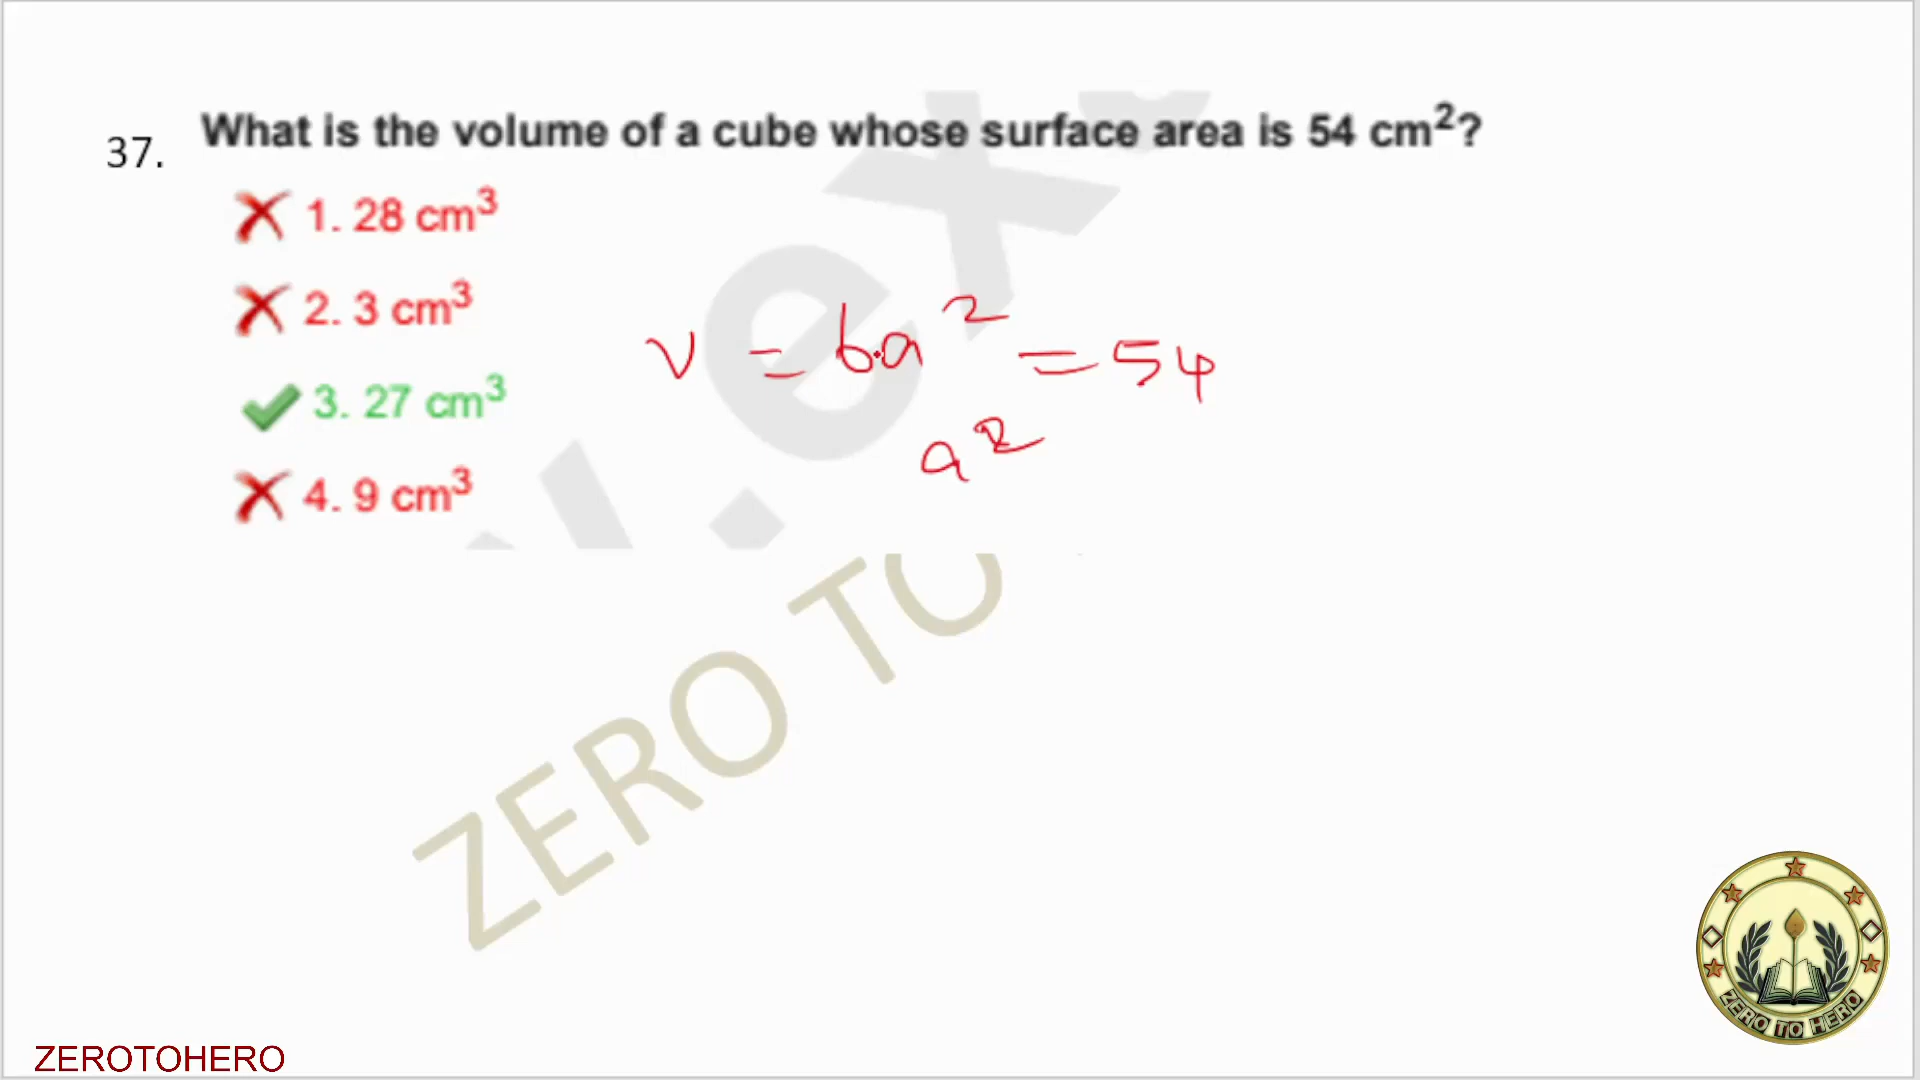 37. What is the volume of a cube whose surface area is 54 cm²?
1. 28 cm³
2. 3 cm³
3. 27 cm³
4. 9 cm³
v = 6a² = 54
a²
ZERO TO
ZERO TO HERO
ZEROTOHERO